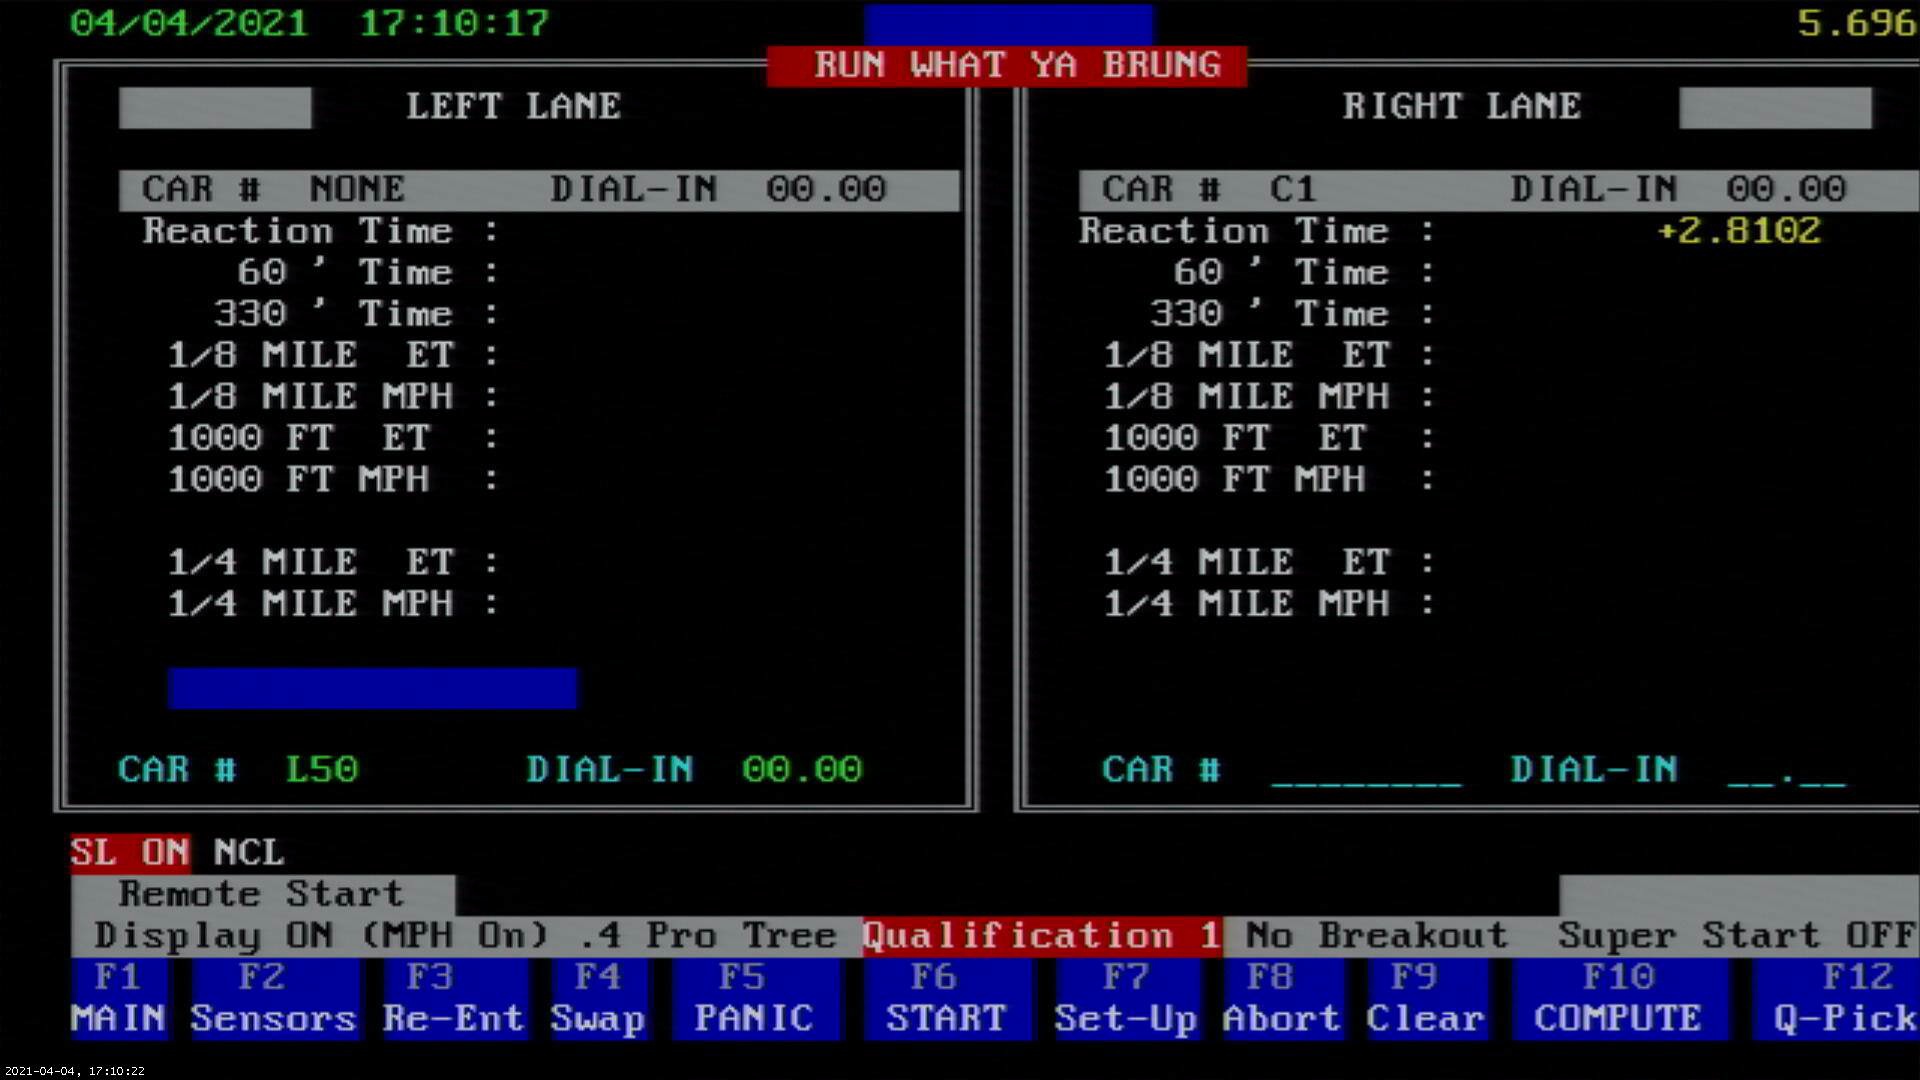 04/04/2021 17:10:17 5.696
RUN WHAT YA BRUNG
LEFT LANE RIGHT LANE
CAR # NONE DIAL-IN 00.00 CAR # C1 DIAL-IN 00.00
Reaction Time : Reaction Time : +2.8102
60 ' Time : 60 ' Time :
330 ' Time : 330 ' Time :
1/8 MILE ET : 1/8 MILE ET :
1/8 MILE MPH : 1/8 MILE MPH :
1000 FT ET : 1000 FT ET :
1000 FT MPH : 1000 FT MPH :
1/4 MILE ET : 1/4 MILE ET :
1/4 MILE MPH : 1/4 MILE MPH :
CAR # L50 DIAL-IN 00.00 CAR # ________ DIAL-IN __.__
SL ON NCL
Remote Start
Display ON (MPH On) .4 Pro Tree Qualification 1 No Breakout Super Start OFF
F1 F2 F3 F4 F5 F6 F7 F8 F9 F10 F12
MAIN Sensors Re-Ent Swap PANIC START Set-Up Abort Clear COMPUTE Q-Pick
2021-04-04, 17:10:22